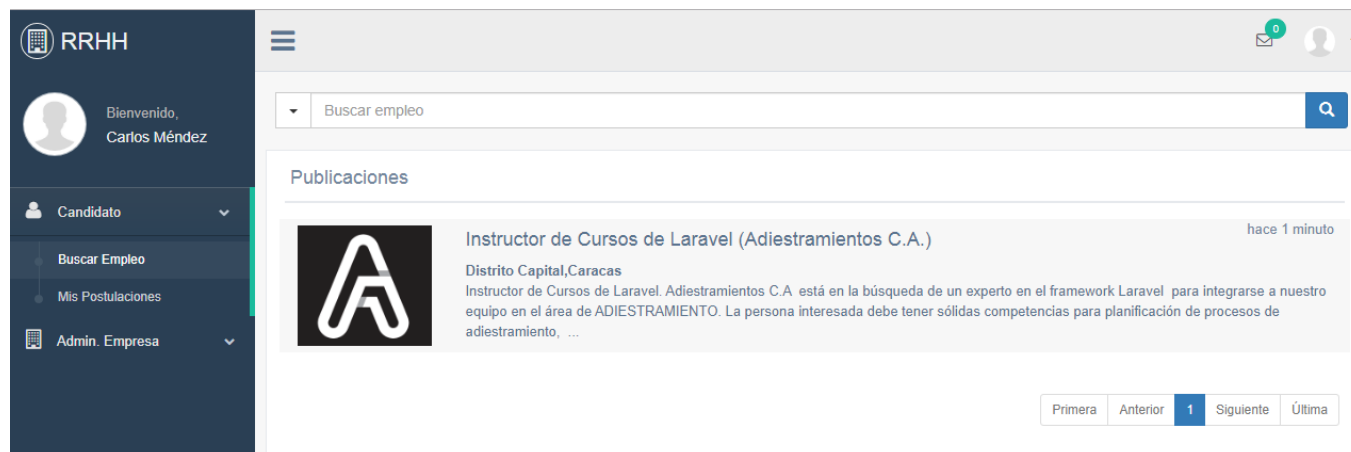 RRHH
0
Bienvenido,
Carlos Méndez
Candidato
Buscar Empleo
Mis Postulaciones
Admin. Empresa
Buscar empleo
Publicaciones
Instructor de Cursos de Laravel (Adiestramientos C.A.)
hace 1 minuto
Distrito Capital,Caracas
Instructor de Cursos de Laravel. Adiestramientos C.A está en la búsqueda de un experto en el framework Laravel para integrarse a nuestro
equipo en el área de ADIESTRAMIENTO. La persona interesada debe tener sólidas competencias para planificación de procesos de
adiestramiento, ...
Primera Anterior 1 Siguiente Última